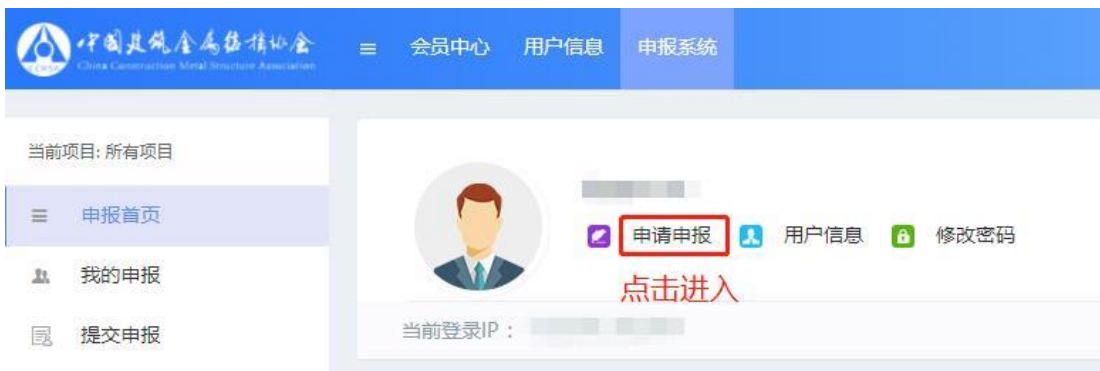 中国建筑金属结构协会
China Construction Metal Structure Association
会员中心 用户信息 申报系统
当前项目: 所有项目
申报首页
我的申报
提交申报
申请申报 用户信息 修改密码
点击进入
当前登录IP :